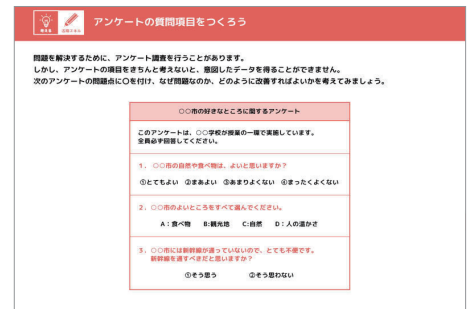 考える
アンケートの質問項目をつくろう
問題を解決するために、アンケート調査を行うことがあります。
しかし、アンケートの項目をきちんと考えないと、意図したデータを得ることができません。
次のアンケートの問題点に〇を付け、なぜ問題なのか、どのように改善すればよいかを考えてみましょう。
〇〇市の好きなところに関するアンケート
このアンケートは、〇〇学校が授業の一環で実施しています。
全員必ず回答してください。
1. 〇〇市の自然や食べ物は、よいと思いますか？
①とてもよい ②まあよい ③あまりよくない ④まったくよくない
2. 〇〇市のよいところをすべて選んでください。
A：食べ物 B:観光地 C:自然 D：人の温かさ
3. 〇〇市には新幹線が通っていないので、とても不便です。
新幹線を通すべきだと思いますか？
①そう思う ②そう思わない